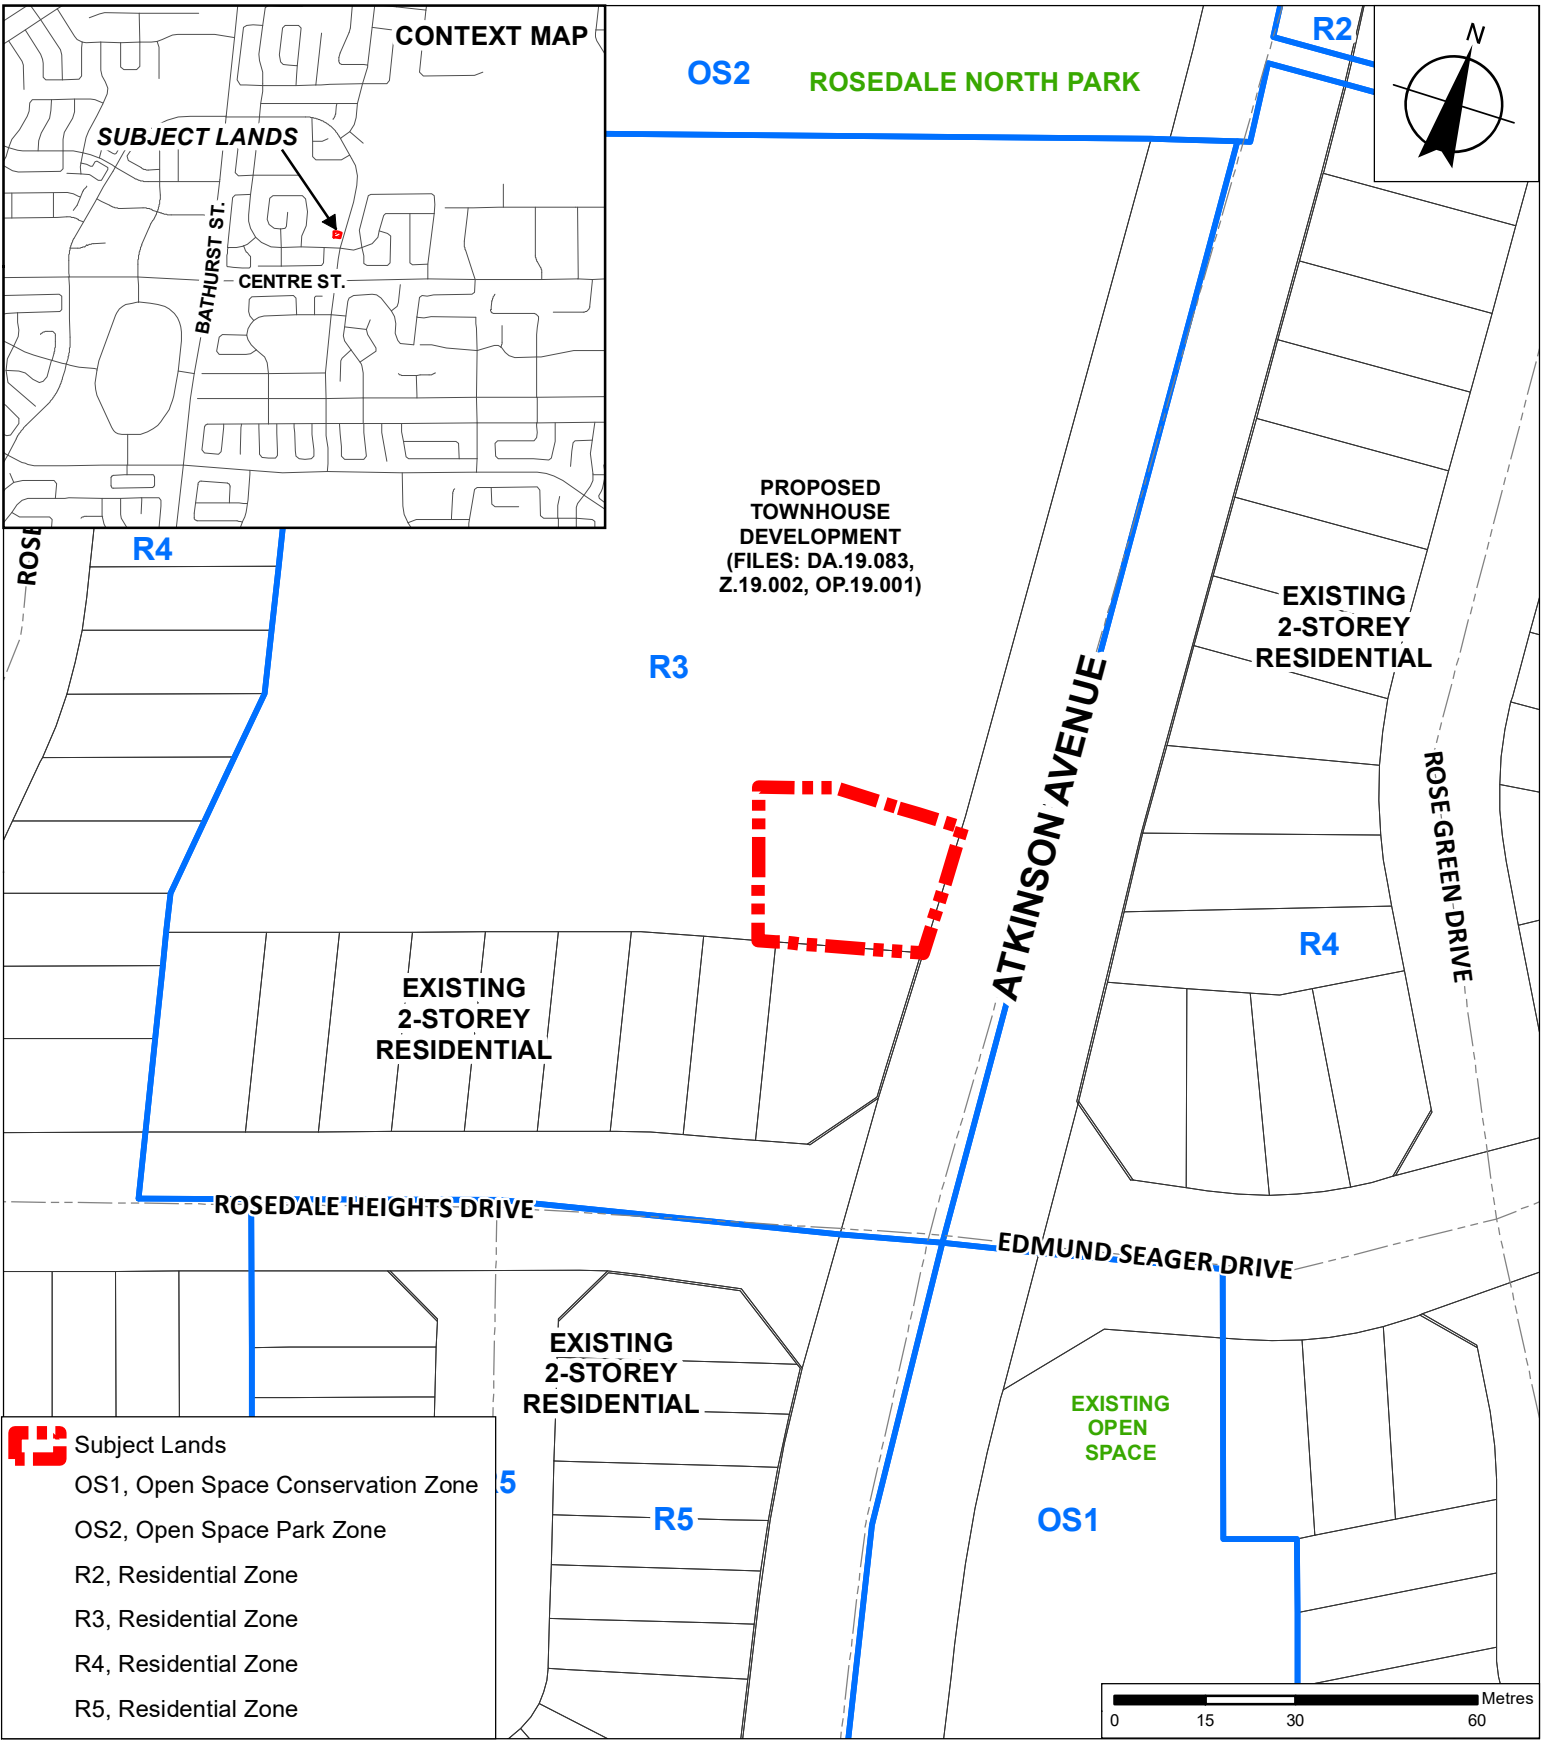 CONTEXT MAP
SUBJECT LANDS
BATHURST ST.
CENTRE ST.
OS2
ROSEDALE NORTH PARK
R2
N
ROSE
R4
PROPOSED
TOWNHOUSE
DEVELOPMENT
(FILES: DA.19.083,
Z.19.002, OP.19.001)
R3
EXISTING
2-STOREY
RESIDENTIAL
ATKINSON AVENUE
ROSE GREEN DRIVE
R4
EXISTING
2-STOREY
RESIDENTIAL
ROSEDALE HEIGHTS DRIVE
EDMUND SEAGER DRIVE
EXISTING
2-STOREY
RESIDENTIAL
EXISTING
OPEN
SPACE
5
R5
OS1
Subject Lands
OS1, Open Space Conservation Zone
OS2, Open Space Park Zone
R2, Residential Zone
R3, Residential Zone
R4, Residential Zone
R5, Residential Zone
Metres
0 15 30 60